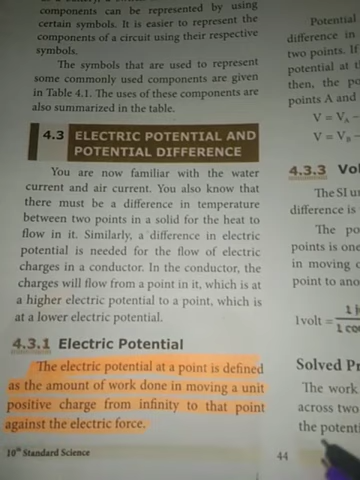 components can be represented by using
certain symbols. It is easier to represent the
components of a circuit using their respective
symbols.
The symbols that are used to represent
some commonly used components are given
in Table 4.1. The uses of these components are
also summarized in the table.
4.3 ELECTRIC POTENTIAL AND
POTENTIAL DIFFERENCE
You are now familiar with the water
current and air current. You also know that
there must be a difference in temperature
between two points in a solid for the heat to
flow in it. Similarly, a difference in electric
potential is needed for the flow of electric
charges in a conductor. In the conductor, the
charges will flow from a point in it, which is at
a higher electric potential to a point, which is
at a lower electric potential.
4.3.1 Electric Potential
The electric potential at a point is defined
as the amount of work done in moving a unit
positive charge from infinity to that point
against the electric force.
10th Standard Science
Potential
difference in
two points. If
potential at th
then, the po
points A and
V = VA -
V = VB -
4.3.3 Vol
The SI u
difference is
The po
points is one
in moving
point to ano
1 volt =
1 cou
Solved Pr
The work
across two
the potenti
44